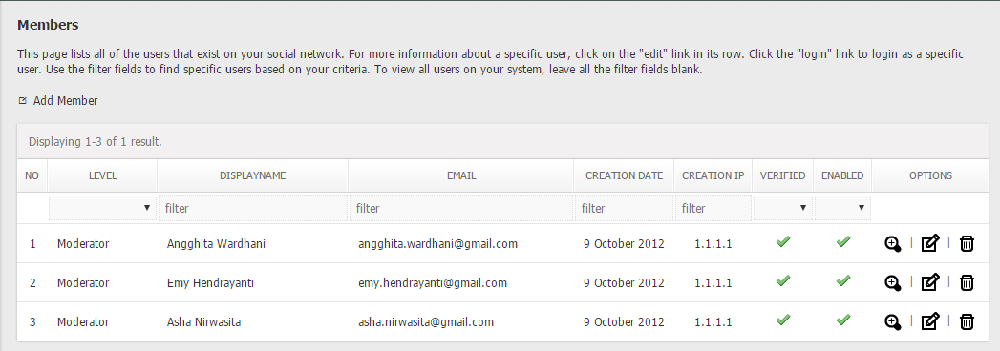 Members
This page lists all of the users that exist on your social network. For more information about a specific user, click on the "edit" link in its row. Click the "login" link to login as a specific
user. Use the filter fields to find specific users based on your criteria. To view all users on your system, leave all the filter fields blank.
Add Member
Displaying 1-3 of 1 result.
NO LEVEL DISPLAYNAME EMAIL CREATION DATE CREATION IP VERIFIED ENABLED OPTIONS
filter filter filter filter
1 Moderator Angghita Wardhani angghita.wardhani@gmail.com 9 October 2012 1.1.1.1 | |
2 Moderator Emy Hendrayanti emy.hendrayanti@gmail.com 9 October 2012 1.1.1.1 | |
3 Moderator Asha Nirwasita asha.nirwasita@gmail.com 9 October 2012 1.1.1.1 | |